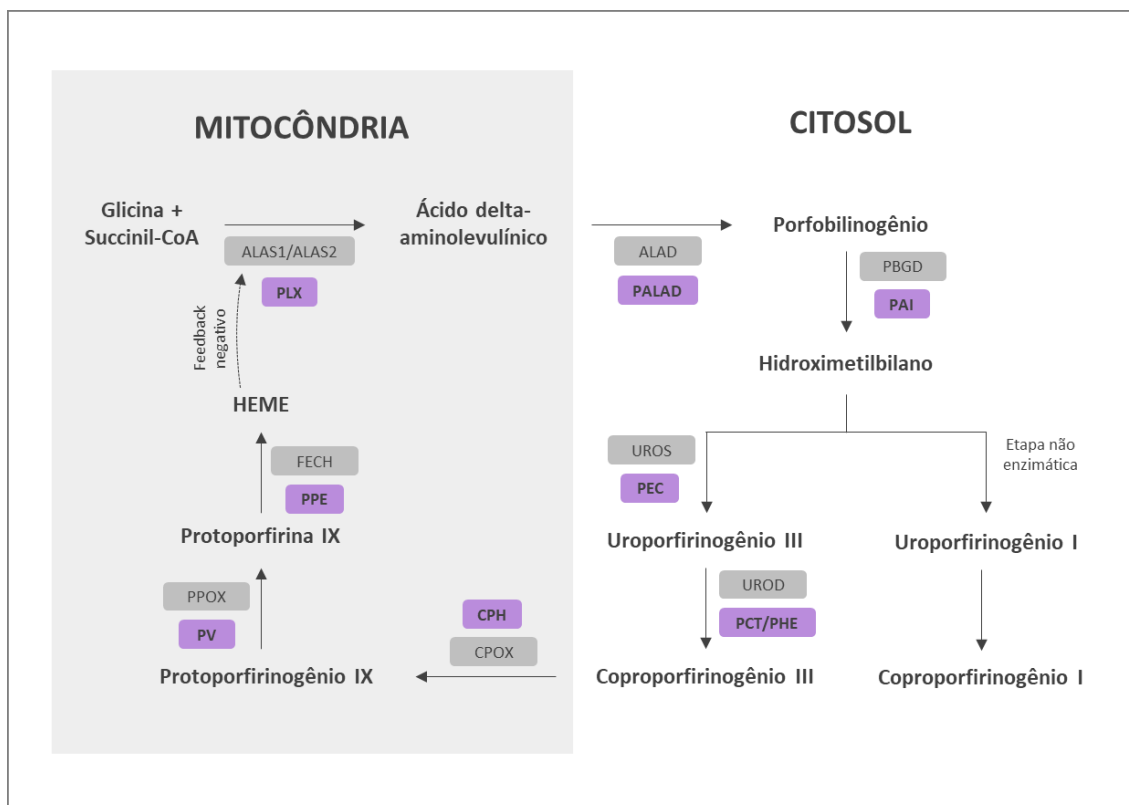 MITOCÔNDRIA
CITOSOL
Glicina +
Succinil-CoA
ALAS1/ALAS2
PLX
Ácido delta-
aminolevulínico
ALAD
PALAD
Porfobilinogênio
PBGD
PAI
Hidroximetilbilano
Feedback
negativo
HEME
FECH
PPE
Protoporfirina IX
PPOX
PV
Protoporfirinogênio IX
CPH
CPOX
UROS
PEC
Etapa não
enzimática
Uroporfirinogênio III
Uroporfirinogênio I
UROD
PCT/PHE
Coproporfirinogênio III
Coproporfirinogênio I